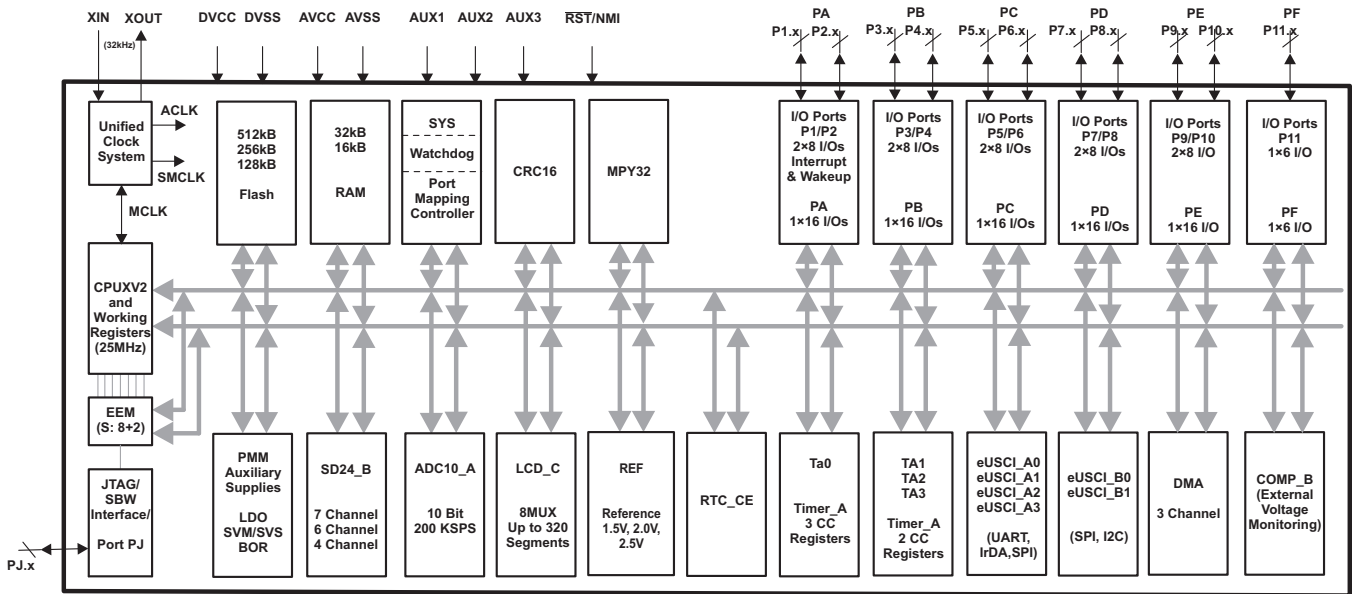 XIN
XOUT
(32kHz)
DVCC
DVSS
AVCC
AVSS
AUX1
AUX2
AUX3
RST/NMI
PA
P1.x
P2.x
PB
P3.x
P4.x
PC
P5.x
P6.x
PD
P7.x
P8.x
PE
P9.x
P10.x
PF
P11.x
Unified
Clock
System
ACLK
SMCLK
MCLK
512kB
256kB
128kB
Flash
32kB
16kB
RAM
SYS
Watchdog
Port
Mapping
Controller
CRC16
MPY32
I/O Ports
P1/P2
2×8 I/Os
Interrupt
& Wakeup
PA
1×16 I/Os
I/O Ports
P3/P4
2×8 I/Os
PB
1×16 I/Os
I/O Ports
P5/P6
2×8 I/Os
PC
1×16 I/Os
I/O Ports
P7/P8
2×8 I/Os
PD
1×16 I/Os
I/O Ports
P9/P10
2×8 I/O
PE
1×16 I/O
I/O Ports
P11
1×6 I/O
PF
1×6 I/O
CPUXV2
and
Working
Registers
(25MHz)
EEM
(S: 8+2)
JTAG/
SBW
Interface/
Port PJ
PJ.x
PMM
Auxiliary
Supplies
LDO
SVM/SVS
BOR
SD24_B
7 Channel
6 Channel
4 Channel
ADC10_A
10 Bit
200 KSPS
LCD_C
8MUX
Up to 320
Segments
REF
Reference
1.5V, 2.0V,
2.5V
RTC_CE
Ta0
Timer_A
3 CC
Registers
TA1
TA2
TA3
Timer_A
2 CC
Registers
eUSCI_A0
eUSCI_A1
eUSCI_A2
eUSCI_A3
(UART,
IrDA,SPI)
eUSCI_B0
eUSCI_B1
(SPI, I2C)
DMA
3 Channel
COMP_B
(External
Voltage
Monitoring)